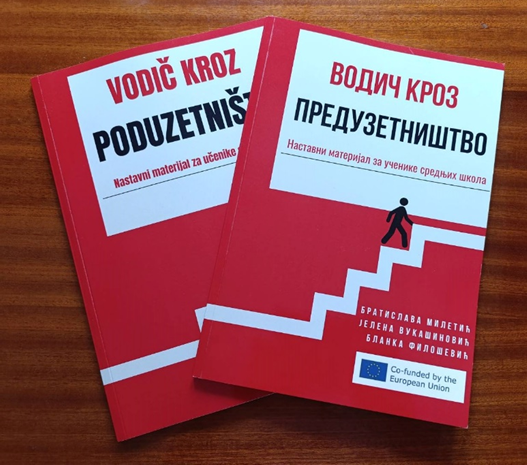 VODIČ KROZ
Nastavni materijal za učenike
ВОДИЧ КРОЗ
ПРЕДУЗЕТНИШТВО
Наставни материјал за ученике средњих школа
БРАТИСЛАВА МИЛЕТИЋ
ЈЕЛЕНА ВУКАШИНОВИЋ
БЛАНКА ФИЛОШЕВИЋ
Co-funded by the
European Union